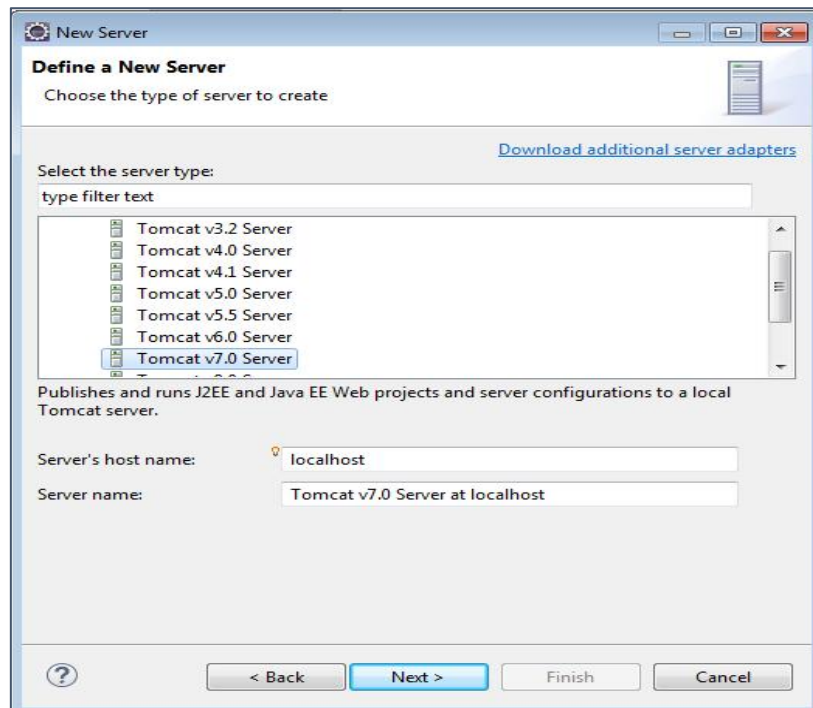 New Server
Define a New Server
Choose the type of server to create
Download additional server adapters
Select the server type:
type filter text
Tomcat v3.2 Server
Tomcat v4.0 Server
Tomcat v4.1 Server
Tomcat v5.0 Server
Tomcat v5.5 Server
Tomcat v6.0 Server
Tomcat v7.0 Server
Publishes and runs J2EE and Java EE Web projects and server configurations to a local
Tomcat server.
Server's host name: localhost
Server name: Tomcat v7.0 Server at localhost
? < Back Next > Finish Cancel